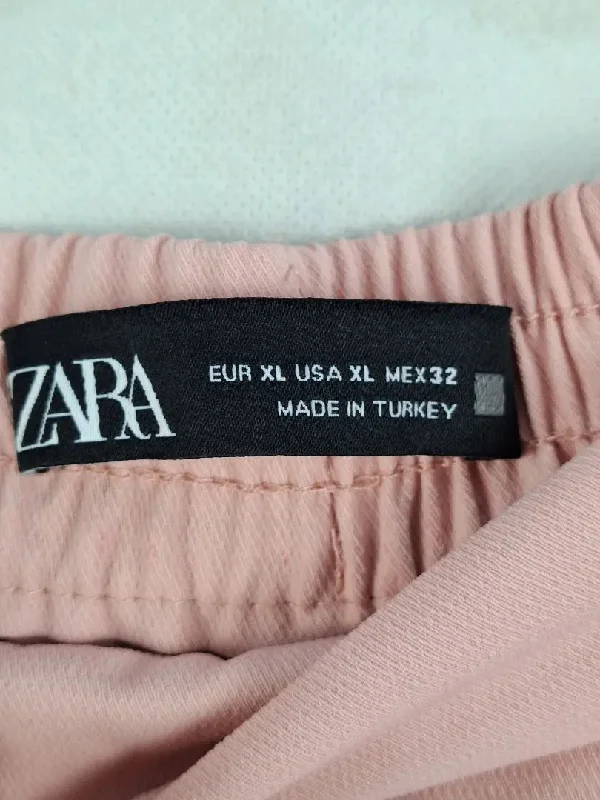 ZARA
EUR XL USA XL MEX 32
MADE IN TURKEY